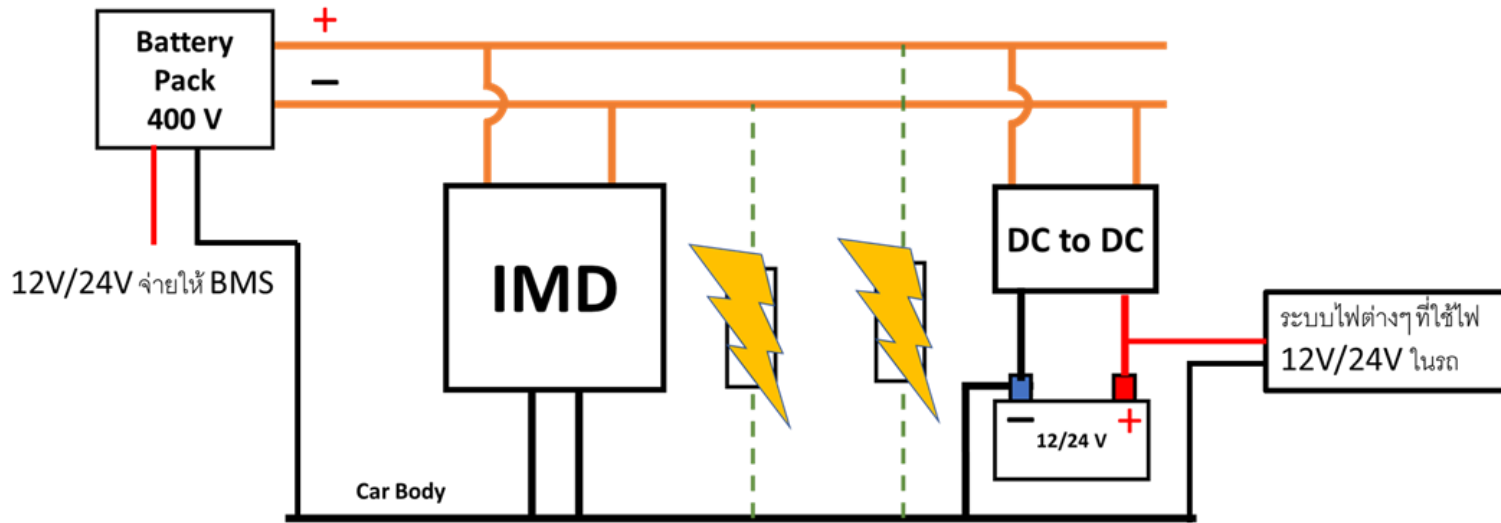 +
Battery
Pack
400 V
−
12V/24V จ่ายให้ BMS
IMD
DC to DC
ระบบไฟต่างๆ ที่ใช้ไฟ
12V/24V ในรถ
− +
12/24 V
Car Body